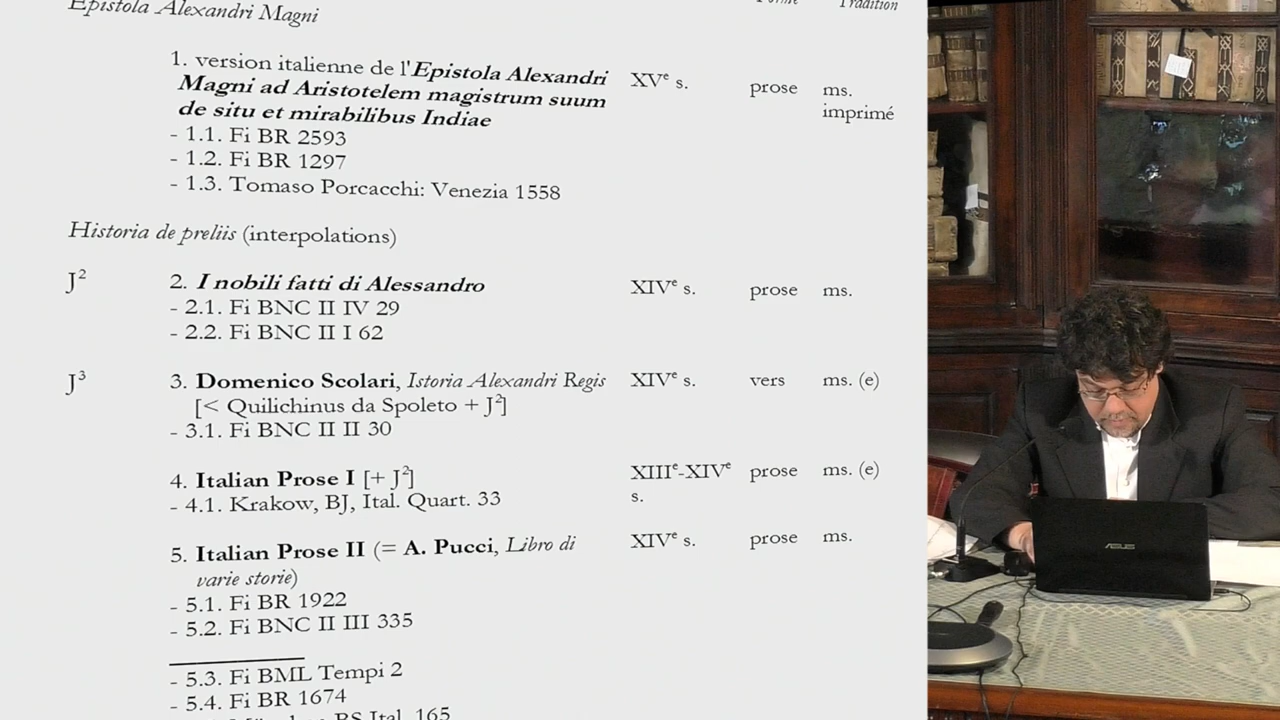 Epistola Alexandri Magni
Forme Tradition
1. version italienne de l'Epistola Alexandri XVe s. prose ms.
Magni ad Aristotelem magistrum suum imprimé
de situ et mirabilibus Indiae
- 1.1. Fi BR 2593
- 1.2. Fi BR 1297
- 1.3. Tomaso Porcacchi: Venezia 1558
Historia de preliis (interpolations)
J² 2. I nobili fatti di Alessandro XIVe s. prose ms.
- 2.1. Fi BNC II IV 29
- 2.2. Fi BNC II I 62
J³ 3. Domenico Scolari, Istoria Alexandri Regis XIVe s. vers ms. (e)
[< Quilichinus da Spoleto + J²]
- 3.1. Fi BNC II II 30
4. Italian Prose I [+ J²] XIIIe-XIVe s. prose ms. (e)
- 4.1. Krakow, BJ, Ital. Quart. 33
5. Italian Prose II (= A. Pucci, Libro di XIVe s. prose ms.
varie storie)
- 5.1. Fi BR 1922
- 5.2. Fi BNC II III 335
- 5.3. Fi BML Tempi 2
- 5.4. Fi BR 1674
BS Ital. 165
ASUS